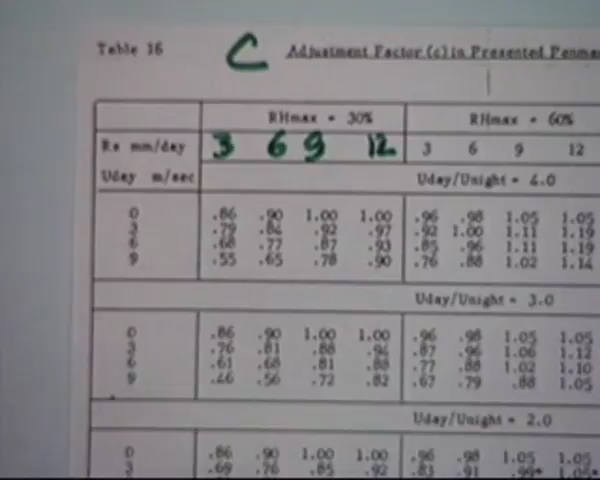 Table 16 C Adjustment Factor (c) in Presented Penma
RHmax = 30% RHmax = 60%
Rs mm/day 3 6 9 12 3 6 9 12
Uday m/sec Uday/Unight = 4.0
0 .86 .90 1.00 1.00 .96 .98 1.05 1.05
3 .79 .84 .92 .97 .92 1.00 1.11 1.19
6 .68 .77 .87 .93 .85 .96 1.11 1.19
9 .55 .65 .78 .90 .76 .88 1.02 1.14
Uday/Unight = 3.0
0 .86 .90 1.00 1.00 .96 .98 1.05 1.05
3 .76 .81 .88 .94 .87 .96 1.06 1.12
6 .61 .68 .81 .88 .77 .88 1.02 1.10
9 .46 .56 .72 .82 .67 .79 .88 1.05
Uday/Unight = 2.0
0 .86 .90 1.00 1.00 .96 .98 1.05 1.05
3 .69 .76 .85 .92 .83 .91 .99* 1.05*